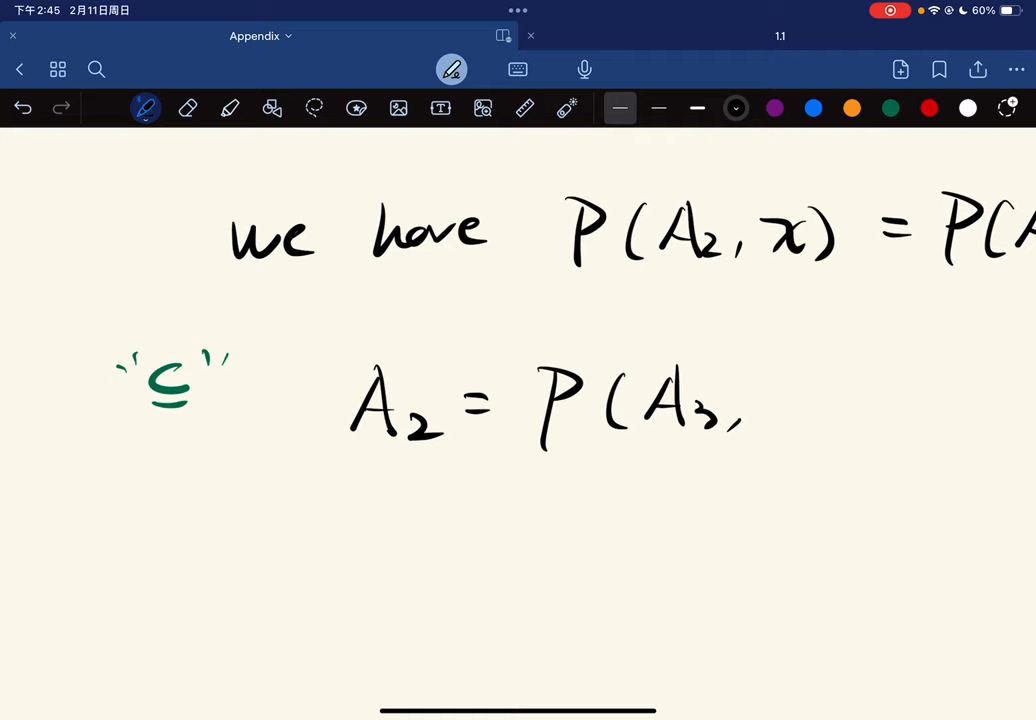 下午2:45 2月11日周日 60%
Appendix 1.1
we have P(A₂, x) = P(A
"⊆" A₂ = P(A₃,